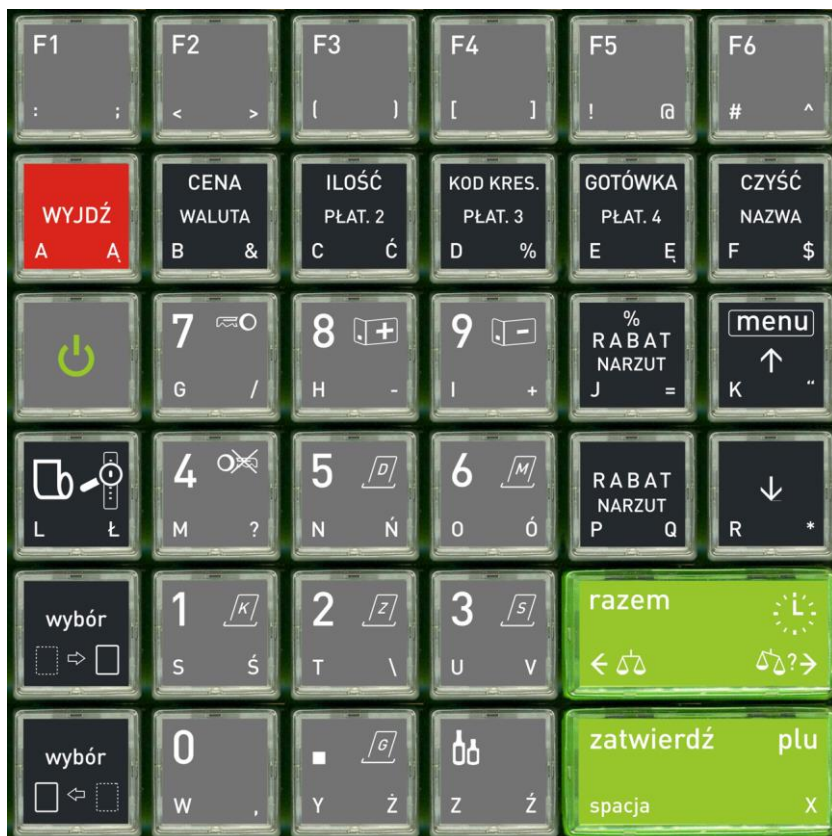 F1 F2 F3 F4 F5 F6
: ; < > ( ) [ ] ! @ # ^
CENA ILOŚĆ KOD KRES. GOTÓWKA CZYŚĆ
WYJDŹ WALUTA PŁAT. 2 PŁAT. 3 PŁAT. 4 NAZWA
A Ą B & C Ć D % E Ę F $
7 8 + 9 - % RABAT NARZUT menu ↑
G / H - I + J = K “
4 5 D 6 M RABAT NARZUT ↓
L Ł M ? N Ń O Ó P Q R *
wybór 1 K 2 Z 3 S razem L
⇨ S Ś T \ U V ← ?→
wybór 0 . G zatwierdź plu
⇦ W , Y Ż Z Ź spacja X